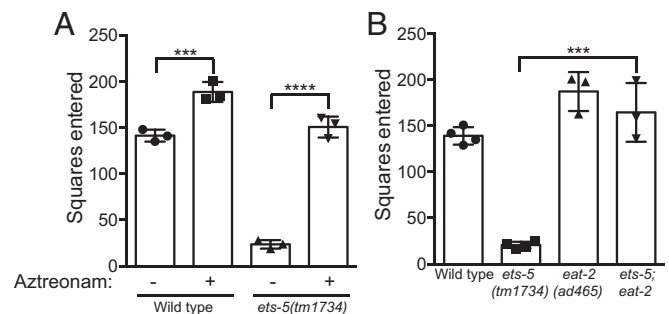 A
Squares entered
250
200
150
100
50
0
***
****
Aztreonam: - + - +
Wild type ets-5(tm1734)
B
Squares entered
250
200
150
100
50
0
***
Wild type ets-5 eat-2 ets-5;
(tm1734) (ad465) eat-2